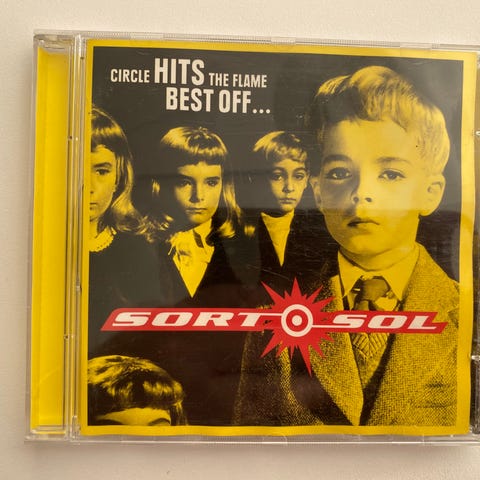 CIRCLE HITS THE FLAME
BEST OFF...
SORT SOL